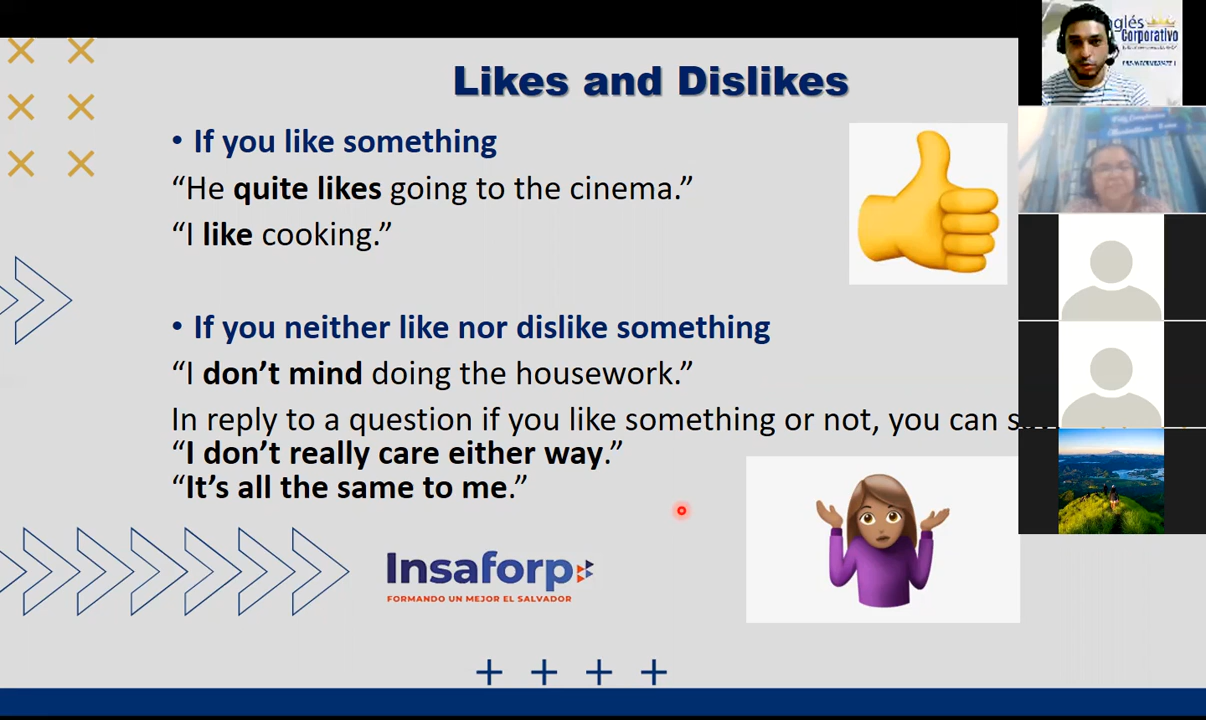 Likes and Dislikes
• If you like something
“He quite likes going to the cinema.”
“I like cooking.”
• If you neither like nor dislike something
“I don’t mind doing the housework.”
In reply to a question if you like something or not, you can
“I don’t really care either way.”
“It’s all the same to me.”
Insaforp
FORMANDO UN MEJOR EL SALVADOR
Corporativo